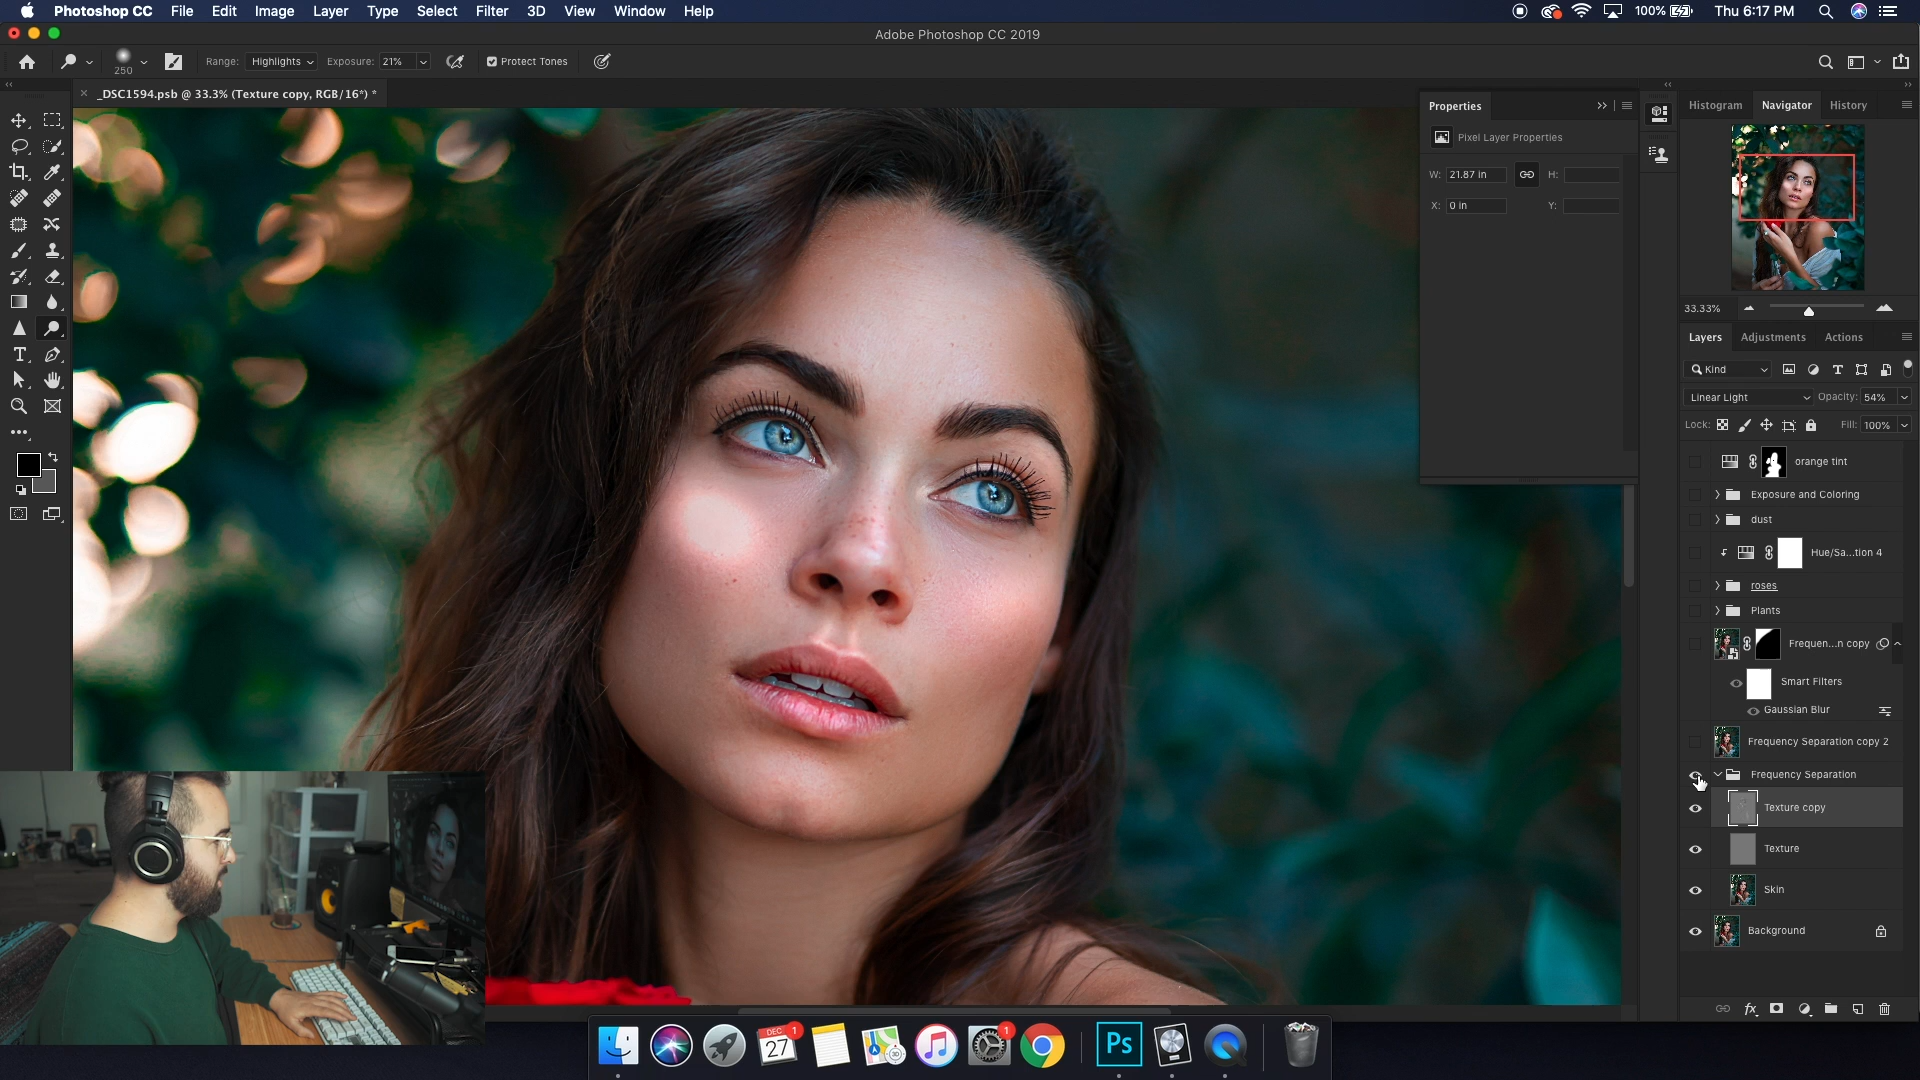 Photoshop CC File Edit Image Layer Type Select Filter 3D View Window Help 100% Thu 6:17 PM
Adobe Photoshop CC 2019
250 Range: Highlights Exposure: 21% Protect Tones
_DSC1594.psb @ 33.3% (Texture copy, RGB/16*) *
Properties
Pixel Layer Properties
W: 21.87 in H:
X: 0 in Y:
Histogram Navigator History
33.33%
Layers Adjustments Actions
Kind
Linear Light Opacity: 54%
Lock: Fill: 100%
orange tint
Exposure and Coloring
dust
Hue/Sa...tion 4
roses
Plants
Frequen...n copy
Smart Filters
Gaussian Blur
Frequency Separation copy 2
Frequency Separation
Texture copy
Texture
Skin
Background
fx
DEC 1
27
3D
1
Ps